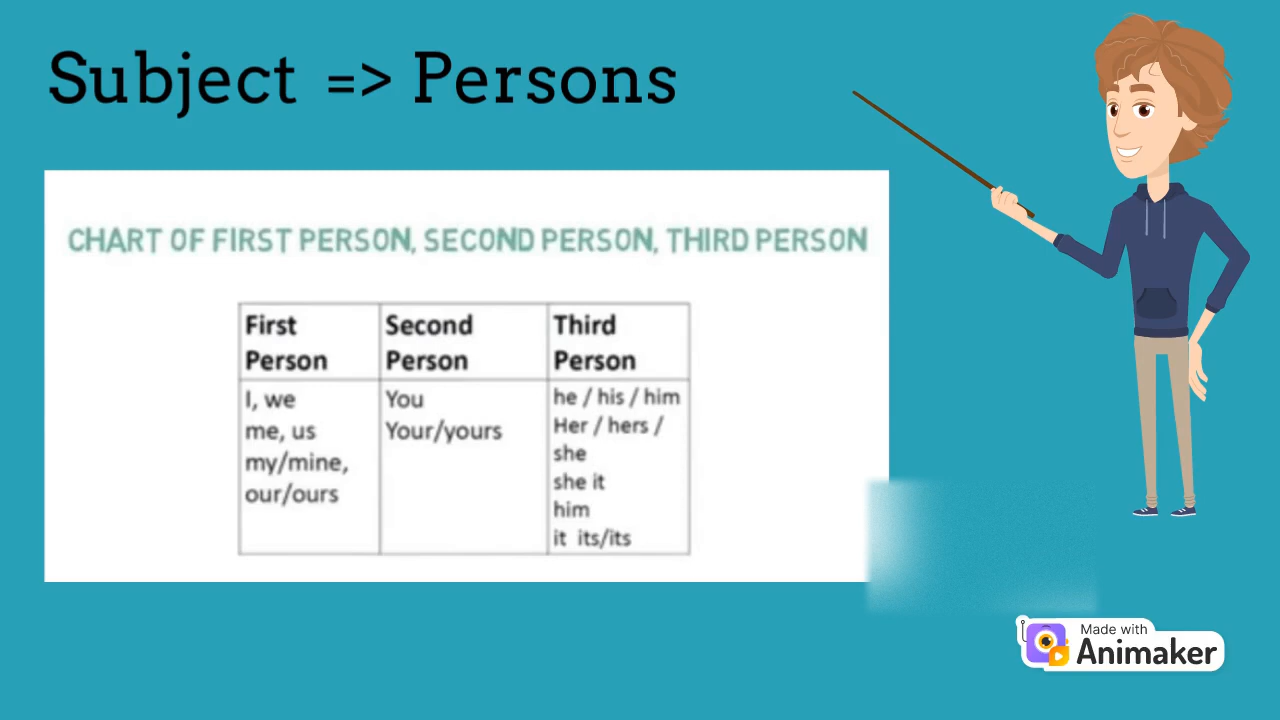 Subject => Persons
CHART OF FIRST PERSON, SECOND PERSON, THIRD PERSON
First
Person
Second
Person
Third
Person
I, we
me, us
my/mine,
our/ours
You
Your/yours
he / his / him
Her / hers /
she
she it
him
it its/its
Made with
Animaker